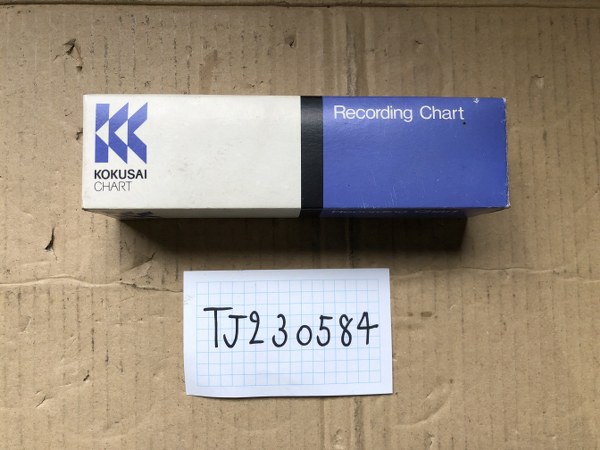 Recording Chart
KOKUSAI
CHART
TJ230584